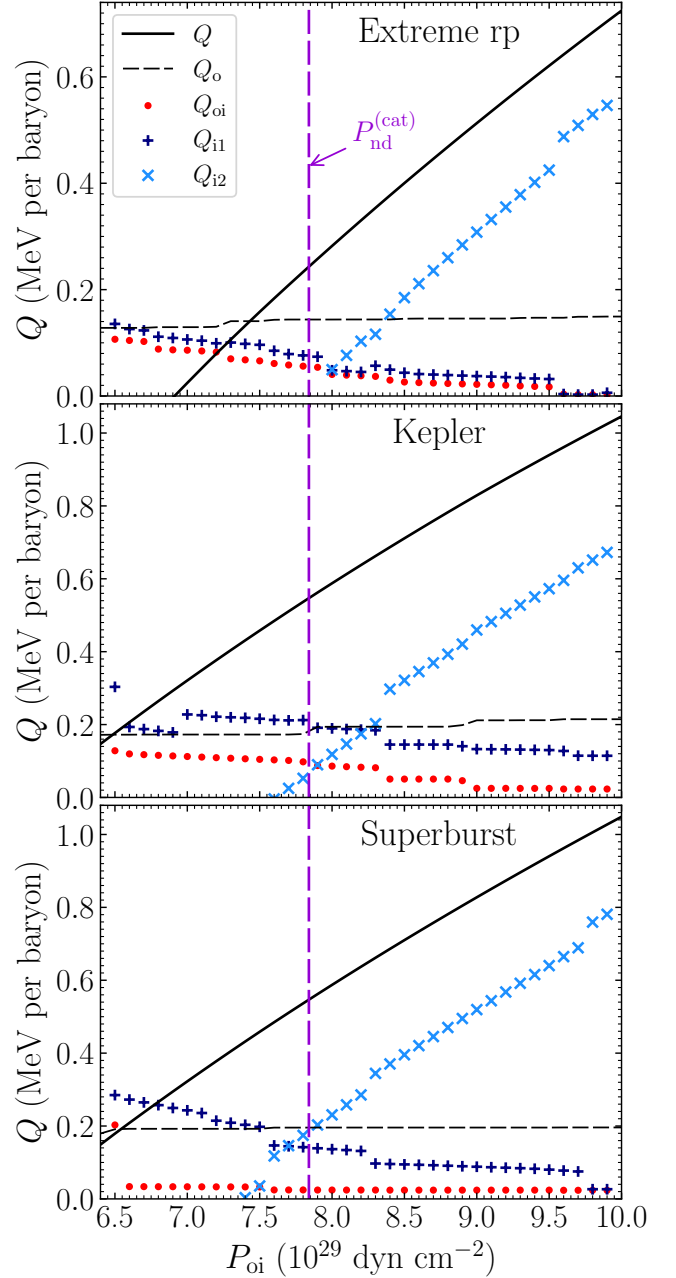 Extreme rp
Q
Q_o
Q_oi
Q_i1
Q_i2
P_nd^(cat)
Q (MeV per baryon)
0.6
0.4
0.2
0.0
Kepler
Q (MeV per baryon)
1.0
0.8
0.6
0.4
0.2
0.0
Superburst
Q (MeV per baryon)
1.0
0.8
0.6
0.4
0.2
0.0
6.5 7.0 7.5 8.0 8.5 9.0 9.5 10.0
P_oi (10^29 dyn cm^−2)